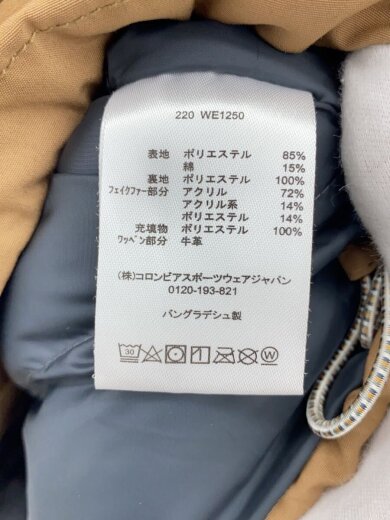 220 WE1250
表地 ポリエステル 85%
綿 15%
裏地 ポリエステル 100%
フェイクファー部分 アクリル 72%
アクリル系 14%
ポリエステル 14%
充填物 ポリエステル 100%
ワッペン部分 牛革
(株)コロンビアスポーツウェアジャパン
0120-193-821
バングラデシュ製
30 W